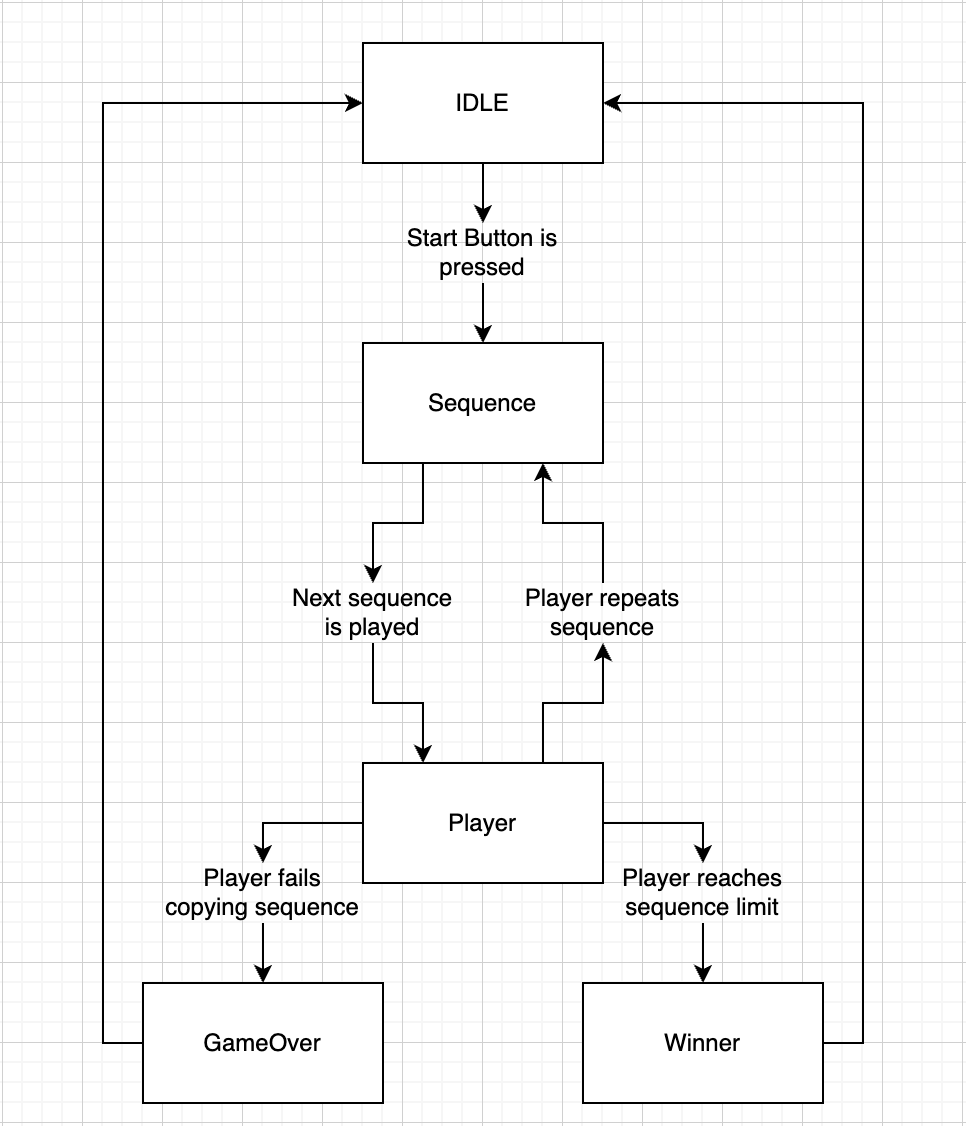 IDLE
Start Button is
pressed
Sequence
Next sequence
is played
Player repeats
sequence
Player
Player fails
copying sequence
Player reaches
sequence limit
GameOver
Winner